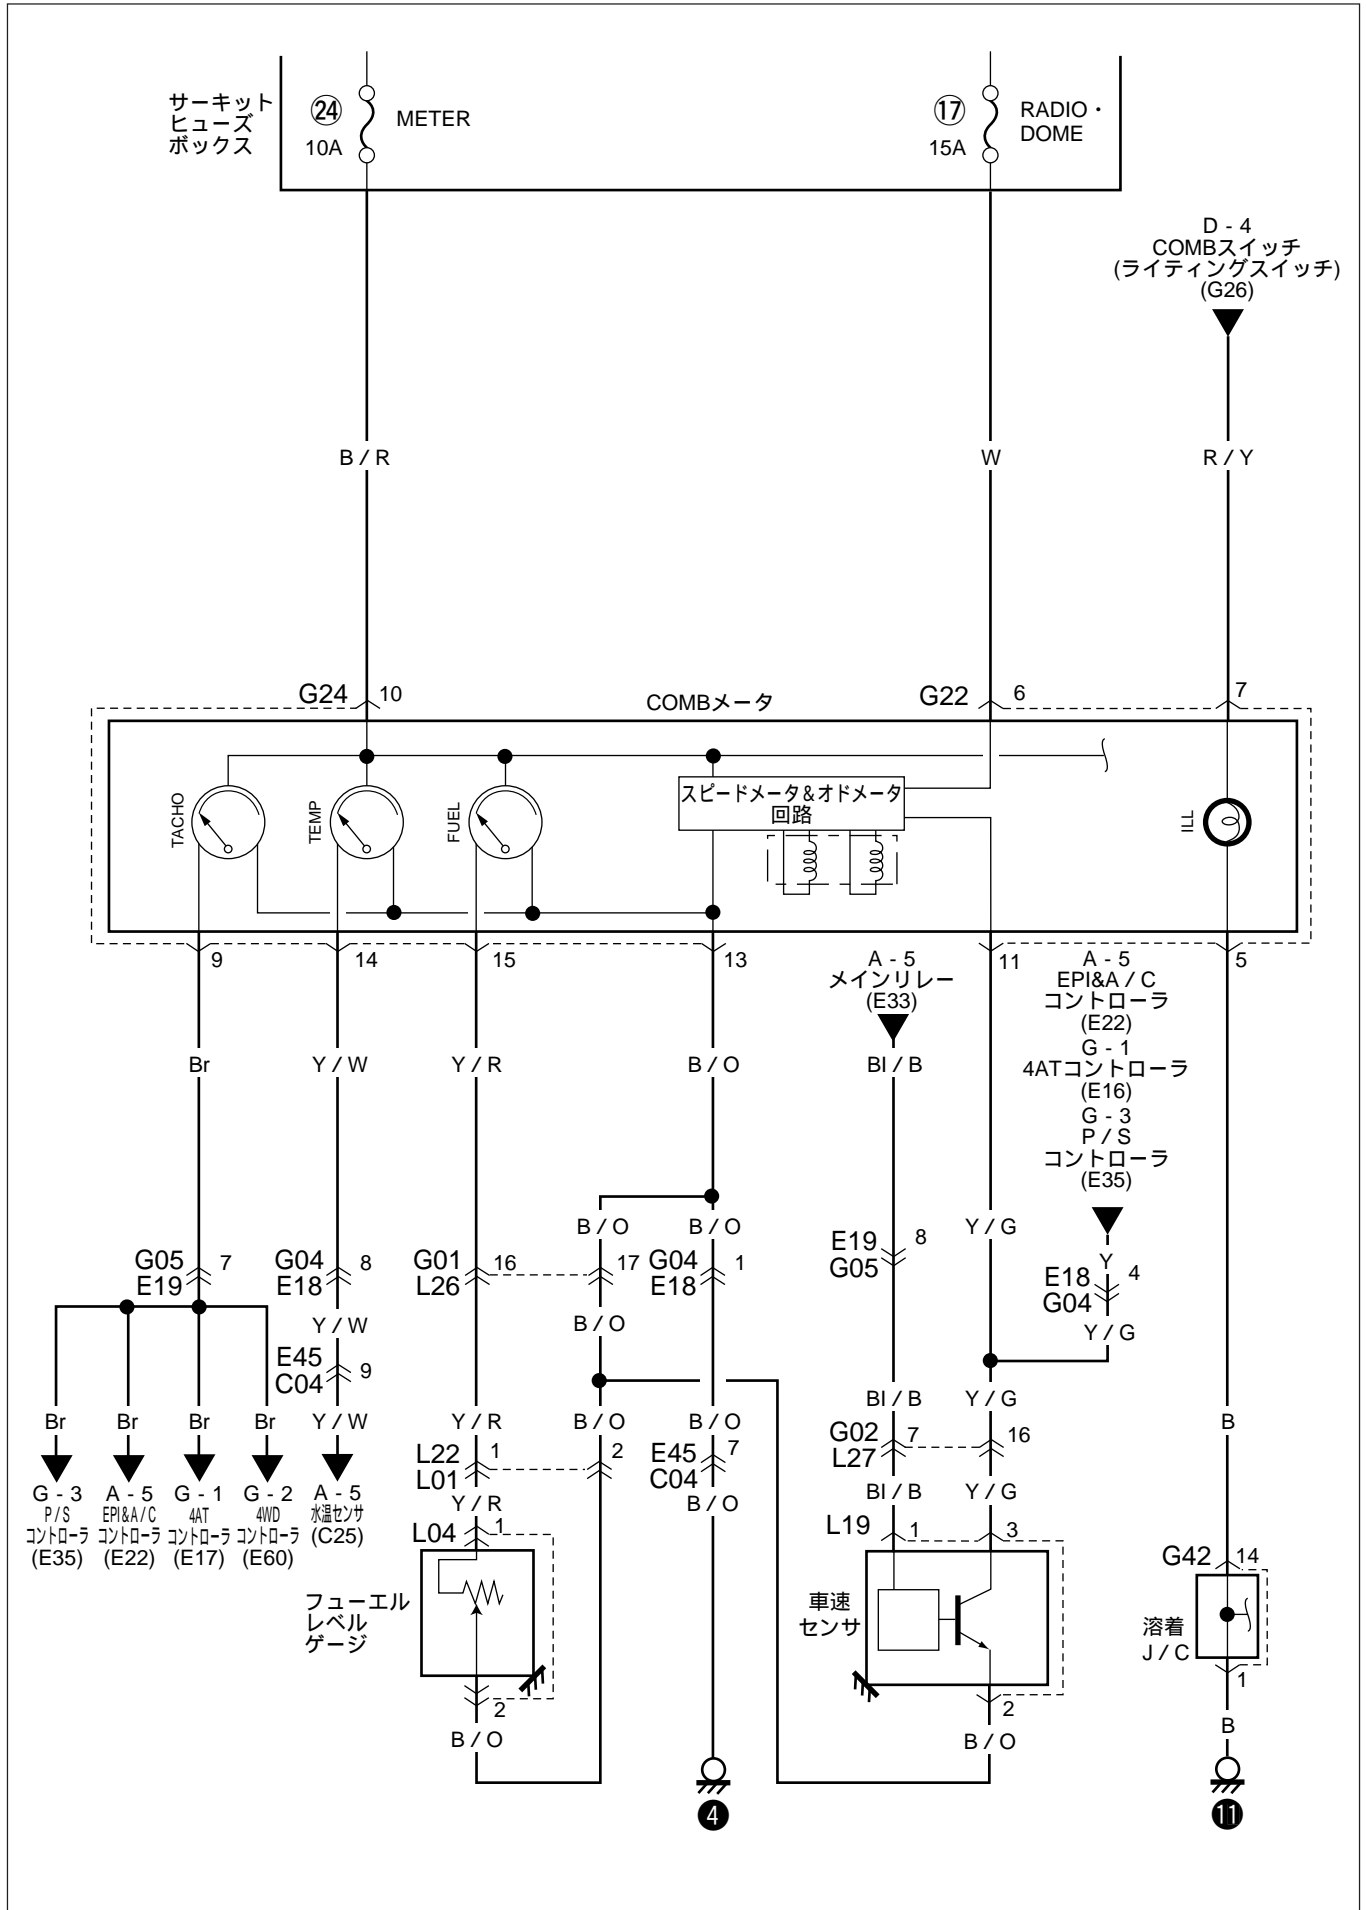 サーキット
ヒューズ
ボックス
24
10A
METER
17
15A
RADIO・
DOME
D - 4
COMBスイッチ
(ライティングスイッチ)
(G26)
B / R
W
R / Y
G24
10
COMBメータ
G22
6
7
TACHO
TEMP
FUEL
スピードメータ&オドメータ
回路
ILL
9
14
15
13
11
5
A - 5
メインリレー
(E33)
A - 5
EPI&A / C
コントローラ
(E22)
G - 1
4ATコントローラ
(E16)
G - 3
P / S
コントローラ
(E35)
Br
Y / W
Y / R
B / O
Bl / B
B / O
B / O
Y / G
G05
E19
7
G04
E18
8
G01
L26
16
17
G04
E18
1
E19
G05
8
Y
E18
G04
4
Y / G
Y / W
B / O
E45
C04
9
Br
Br
Br
Br
Y / W
Y / R
B / O
B / O
Bl / B
Y / G
B
L22
L01
1
2
E45
C04
7
G02
L27
7
16
G - 3
P / S
コントローラ
(E35)
A - 5
EPI&A / C
コントローラ
(E22)
G - 1
4AT
コントローラ
(E17)
G - 2
4WD
コントローラ
(E60)
A - 5
水温センサ
(C25)
Y / R
B / O
Bl / B
Y / G
L04
1
L19
1
3
G42
14
フューエル
レベル
ゲージ
車速
センサ
溶着
J / C
2
2
1
B / O
B / O
B
4
11